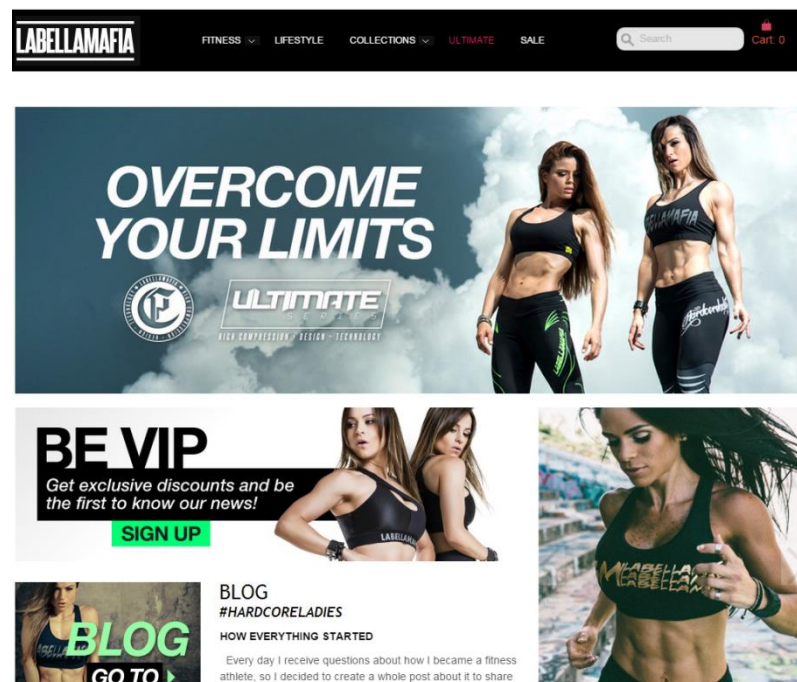 LABELLAMAFIA
FITNESS LIFESTYLE COLLECTIONS ULTIMATE SALE
Search
Cart: 0
OVERCOME
YOUR LIMITS
LABELLAMAFIA
ULTIMATE
SERIES
HIGH COMPRESSION / DESIGN / TECHNOLOGY
LABELLAMAFIA
Hardcore
BE VIP
Get exclusive discounts and be
the first to know our news!
SIGN UP
BLOG
GO TO
BLOG
#HARDCORELADIES
HOW EVERYTHING STARTED
Every day I receive questions about how I became a fitness
athlete, so I decided to create a whole post about it to share